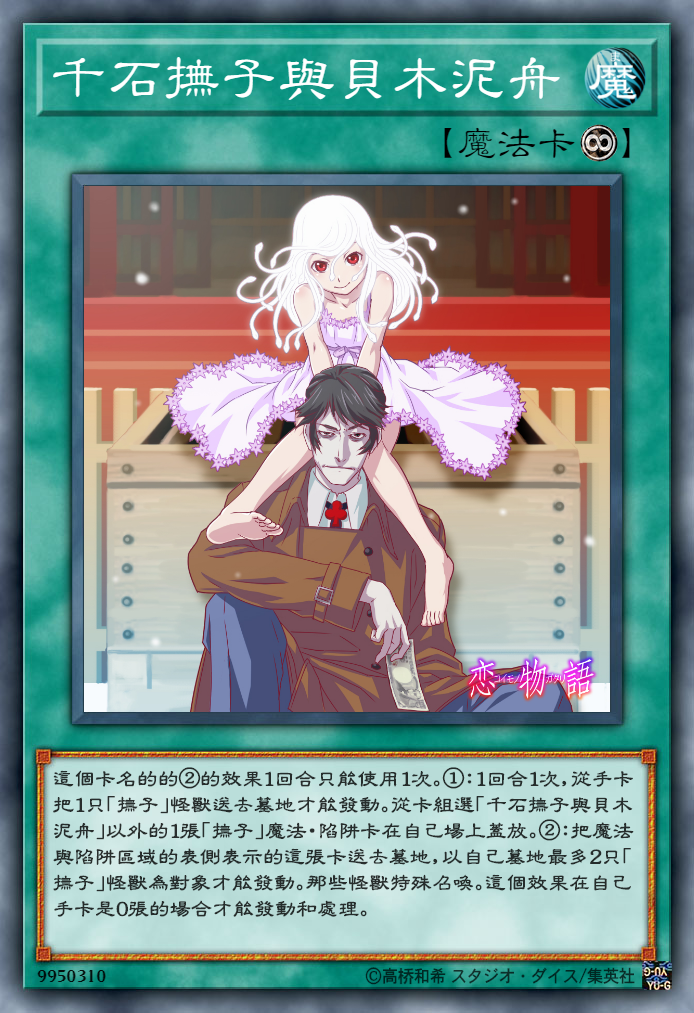 千石撫子與貝木泥舟
魔
【魔法卡∞】
恋物語
コイモノガタリ
這個卡名的的②的效果1回合只能使用1次。①:1回合1次,從手卡
把1只「撫子」怪獸送去墓地才能發動。從卡組選「千石撫子與貝木
泥舟」以外的1張「撫子」魔法·陷阱卡在自己場上蓋放。②:把魔法
與陷阱區域的表側表示的這張卡送去墓地,以自己墓地最多2只「
撫子」怪獸為對象才能發動。那些怪獸特殊召喚。這個效果在自己
手卡是0張的場合才能發動和處理。
9950310
©高桥和希 スタジオ・ダイス/集英社